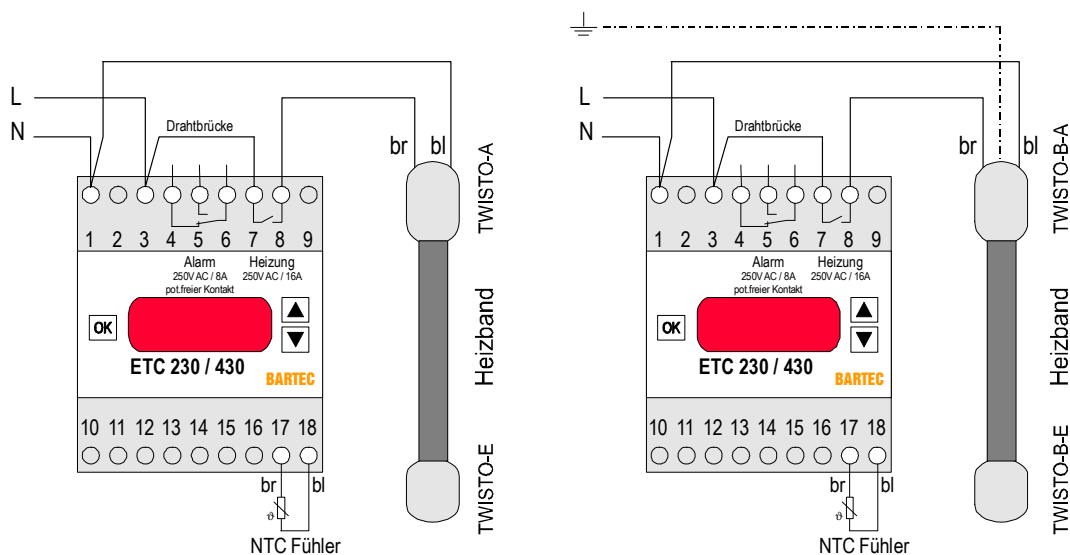 L
N
Drahtbrücke
br bl
TWISTO-A
1 2 3 4 5 6 7 8 9
Alarm Heizung
250V AC / 8A 250V AC / 16A
pot.freier Kontakt
OK
ETC 230 / 430
BARTEC
Heizband
10 11 12 13 14 15 16 17 18
br bl
ϑ
NTC Fühler
TWISTO-E
L
N
Drahtbrücke
br bl
TWISTO-B-A
1 2 3 4 5 6 7 8 9
Alarm Heizung
250V AC / 8A 250V AC / 16A
pot.freier Kontakt
OK
ETC 230 / 430
BARTEC
Heizband
10 11 12 13 14 15 16 17 18
br bl
ϑ
NTC Fühler
TWISTO-B-E